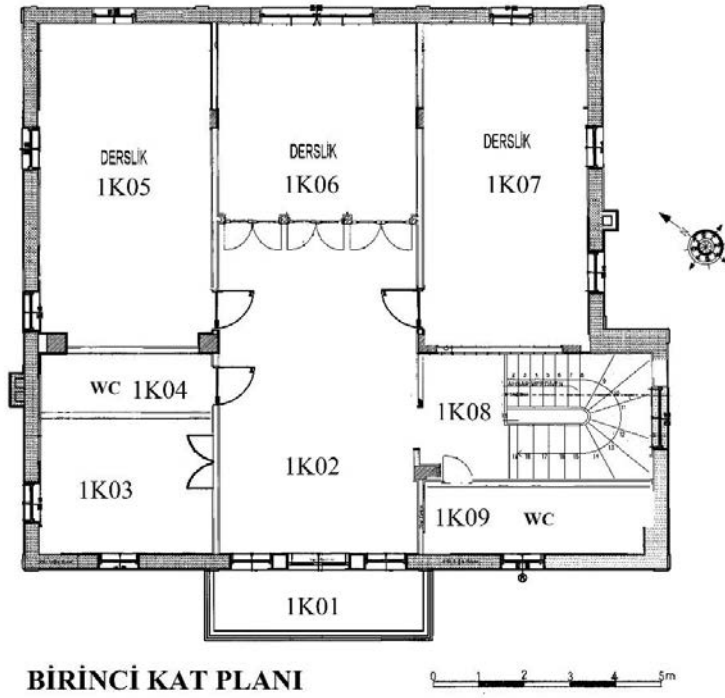 DERSLİK
1K05
DERSLİK
1K06
DERSLİK
1K07
WC 1K04
1K08
1K03
1K02
1K09 WC
1K01
BİRİNCİ KAT PLANI
0 1 2 3 4 5m